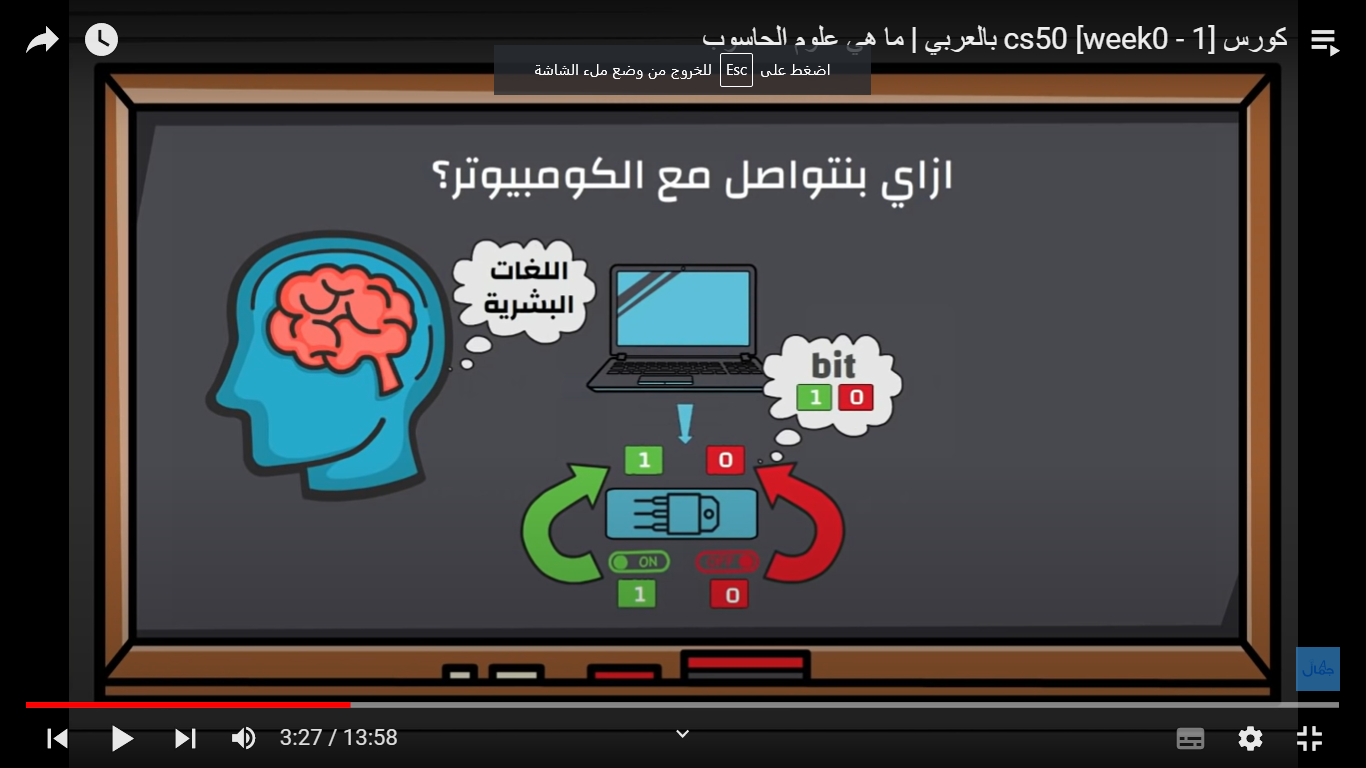 كورس cs50 [week0 - 1] بالعربي | ما هي علوم الحاسوب
اضغط على Esc للخروج من وضع ملء الشاشة
ازاي بنتواصل مع الكومبيوتر؟
اللغات
البشرية
bit
1 0
1 0
ON OFF
1 0
جمال
3:27 / 13:58